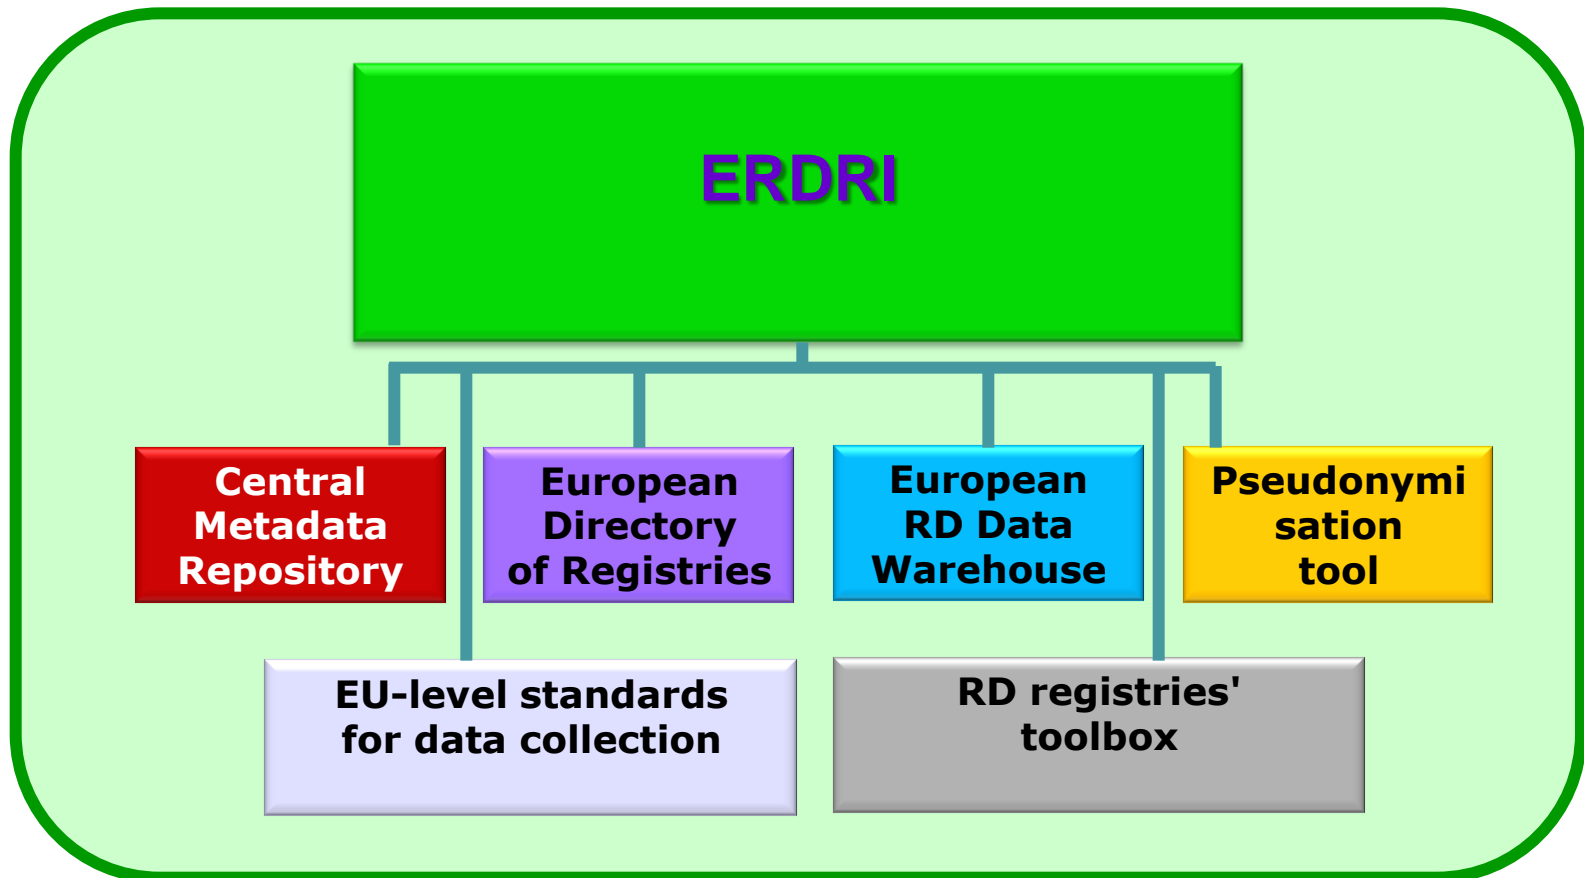 ERDRI
Central
Metadata
Repository
European
Directory
of Registries
European
RD Data
Warehouse
Pseudonymi
sation
tool
EU-level standards
for data collection
RD registries'
toolbox